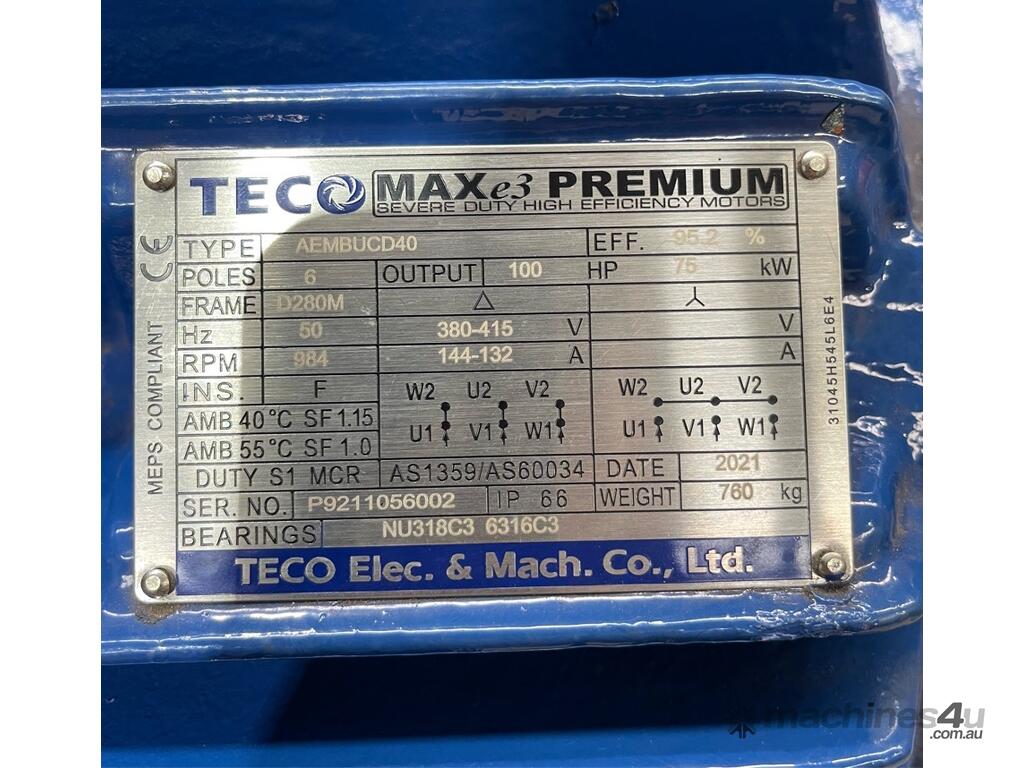 TECO MAXe3 PREMIUM
SEVERE DUTY HIGH EFFICIENCY MOTORS
TYPE AEMBUCD40 EFF. 95.2 %
POLES 6 OUTPUT 100 HP 75 kW
FRAME D280M △ 人
Hz 50 380-415 V V
RPM 984 144-132 A A
INS. F W2 U2 V2 W2 U2 V2
AMB 40°C SF 1.15 U1 V1 W1 U1 V1 W1
AMB 55°C SF 1.0
DUTY S1 MCR AS1359/AS60034 DATE 2021
SER. NO. P9211056002 IP 66 WEIGHT 760 kg
BEARINGS NU318C3 6316C3
TECO Elec. & Mach. Co., Ltd.
CE
MEPS COMPLIANT
31045H545L6E4
machines4u
.com.au